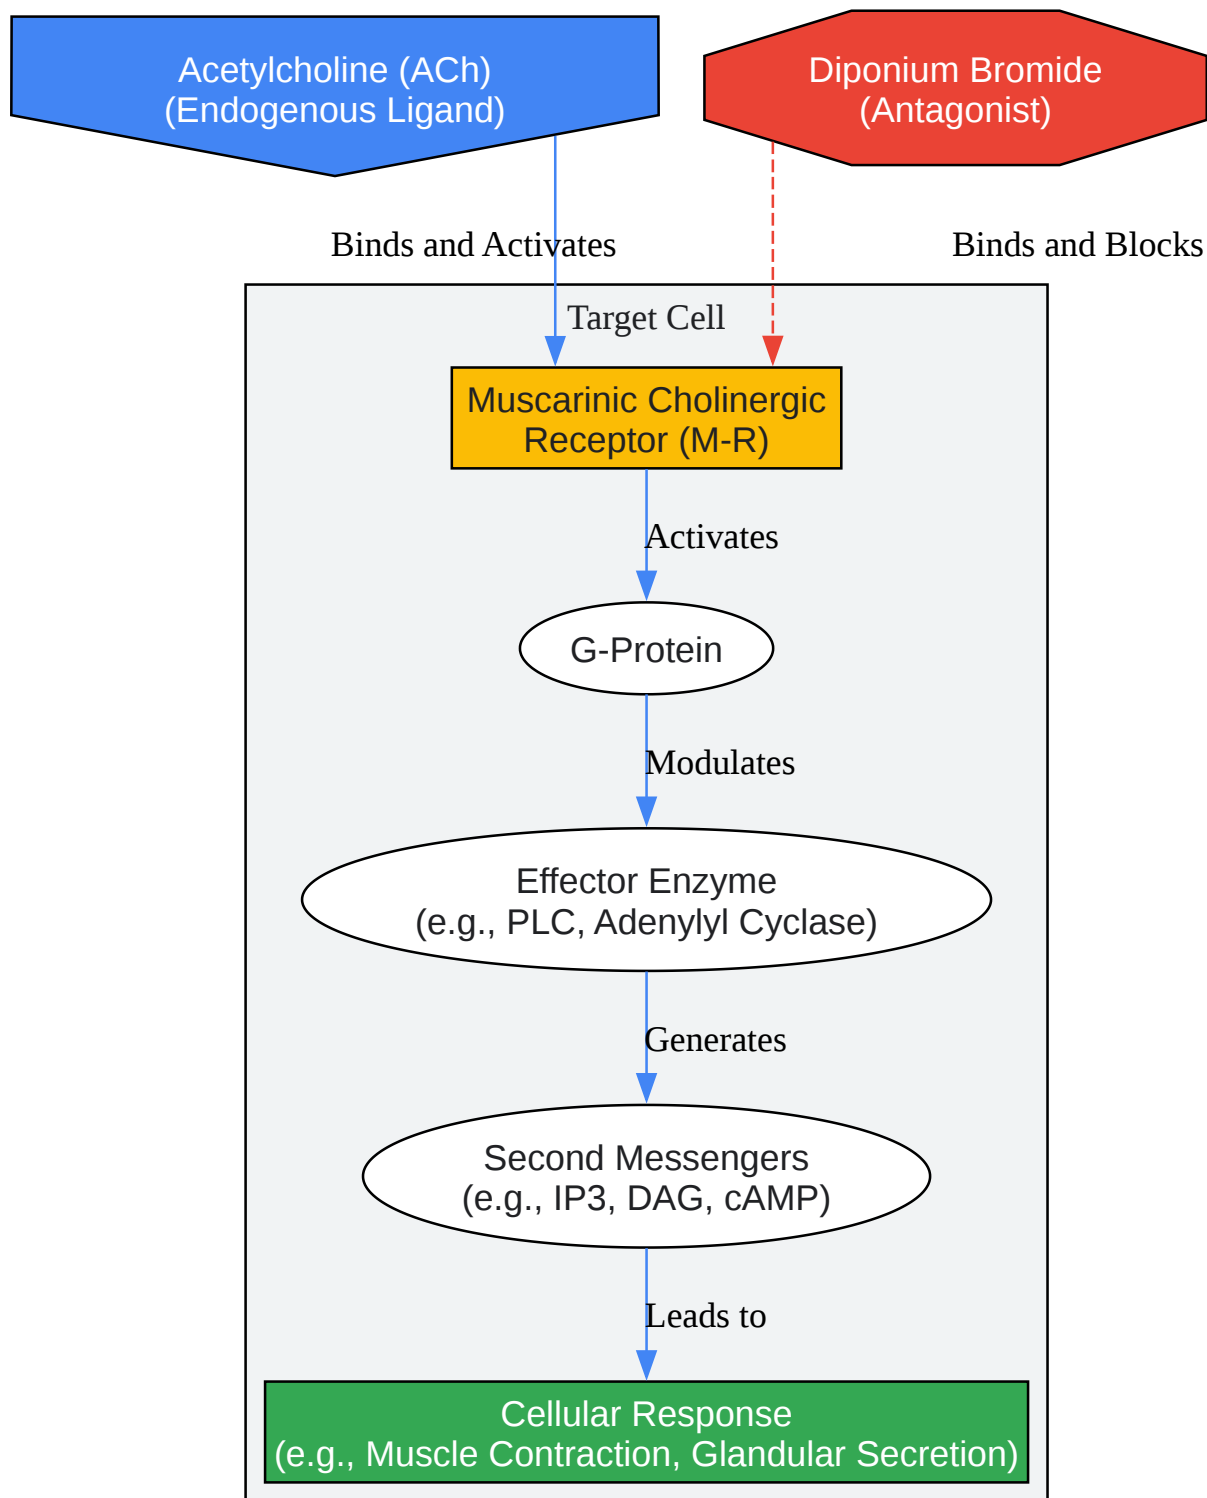 Acetylcholine (ACh)
(Endogenous Ligand)
Diponium Bromide
(Antagonist)
Binds and Activates
Binds and Blocks
Target Cell
Muscarinic Cholinergic
Receptor (M-R)
Activates
G-Protein
Modulates
Effector Enzyme
(e.g., PLC, Adenylyl Cyclase)
Generates
Second Messengers
(e.g., IP3, DAG, cAMP)
Leads to
Cellular Response
(e.g., Muscle Contraction, Glandular Secretion)